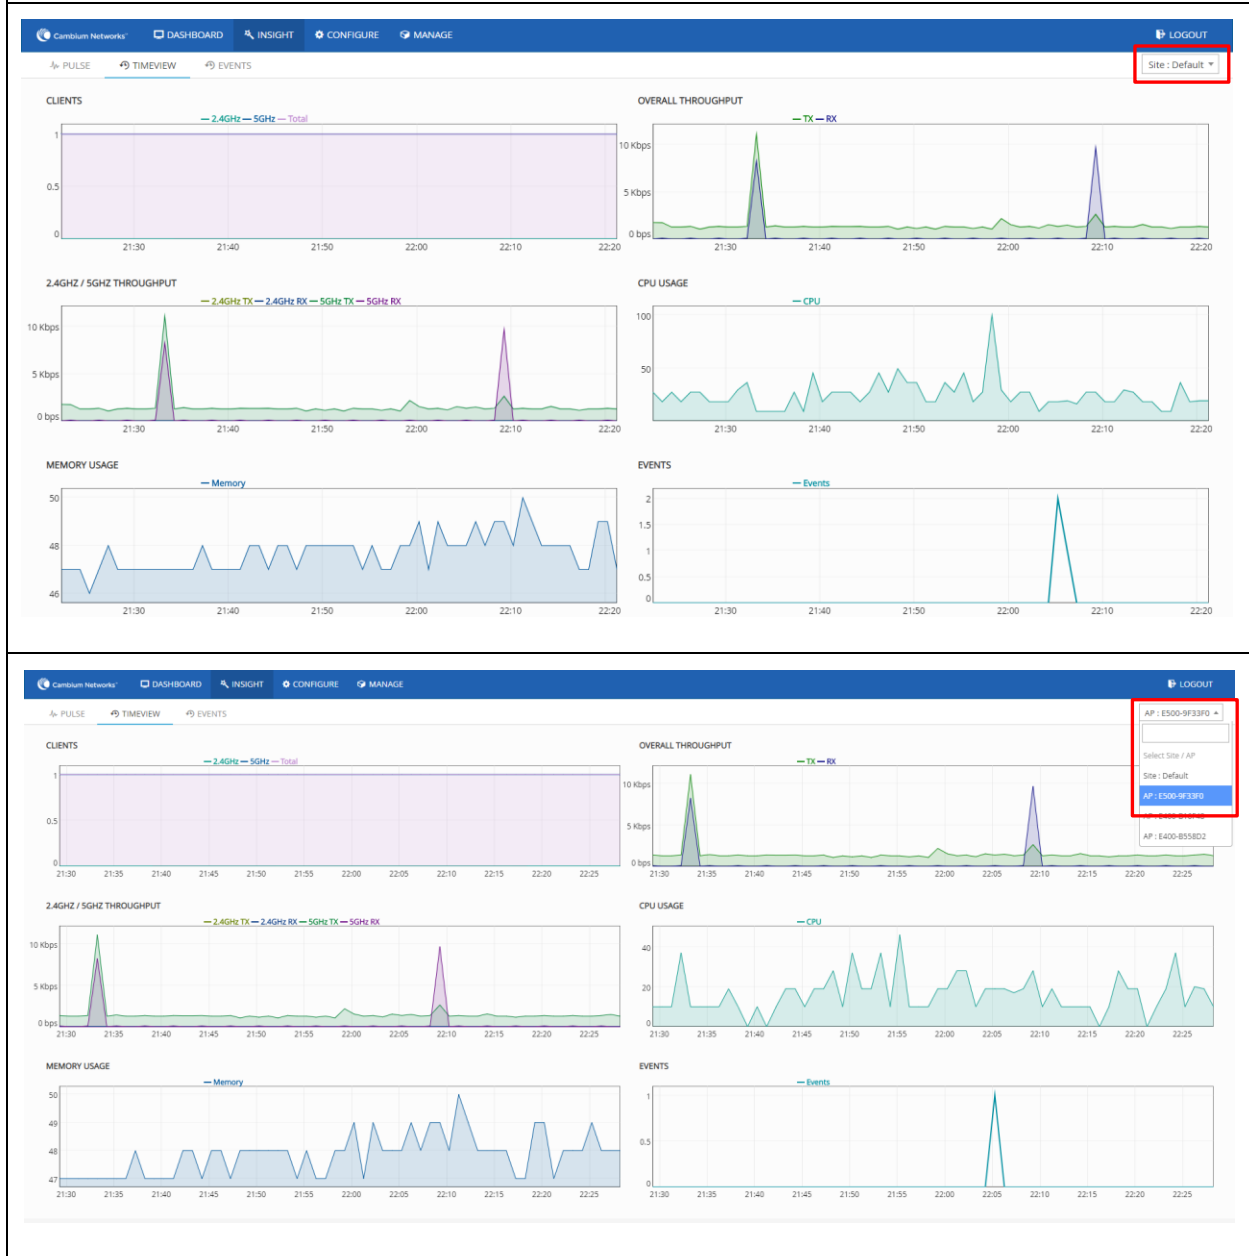 Cambium Networks DASHBOARD INSIGHT CONFIGURE MANAGE LOGOUT
PULSE TIMEVIEW EVENTS Site : Default
CLIENTS
2.4GHz 5GHz Total
1
0.5
0
21:30 21:40 21:50 22:00 22:10 22:20
OVERALL THROUGHPUT
TX RX
10 Kbps
5 Kbps
0 bps
21:30 21:40 21:50 22:00 22:10 22:20
2.4GHZ / 5GHZ THROUGHPUT
2.4GHz TX 2.4GHz RX 5GHz TX 5GHz RX
10 Kbps
5 Kbps
0 bps
21:30 21:40 21:50 22:00 22:10 22:20
CPU USAGE
CPU
100
50
21:30 21:40 21:50 22:00 22:10 22:20
MEMORY USAGE
Memory
50
48
46
21:30 21:40 21:50 22:00 22:10 22:20
EVENTS
Events
2
1.5
1
0.5
0
21:30 21:40 21:50 22:00 22:10 22:20
Cambium Networks DASHBOARD INSIGHT CONFIGURE MANAGE LOGOUT
PULSE TIMEVIEW EVENTS AP : E500-9F33F0
Select Site / AP
Site : Default
AP : E500-9F33F0
AP : E400-B558D2
CLIENTS
2.4GHz 5GHz Total
1
0.5
0
21:30 21:35 21:40 21:45 21:50 21:55 22:00 22:05 22:10 22:15 22:20 22:25
OVERALL THROUGHPUT
TX RX
10 Kbps
5 Kbps
0 bps
21:30 21:35 21:40 21:45 21:50 21:55 22:00 22:05 22:10 22:15 22:20 22:25
2.4GHZ / 5GHZ THROUGHPUT
2.4GHz TX 2.4GHz RX 5GHz TX 5GHz RX
10 Kbps
5 Kbps
0 bps
21:30 21:35 21:40 21:45 21:50 21:55 22:00 22:05 22:10 22:15 22:20 22:25
CPU USAGE
CPU
40
20
0
21:30 21:35 21:40 21:45 21:50 21:55 22:00 22:05 22:10 22:15 22:20 22:25
MEMORY USAGE
Memory
50
49
48
47
21:30 21:35 21:40 21:45 21:50 21:55 22:00 22:05 22:10 22:15 22:20 22:25
EVENTS
Events
1
0.5
0
21:30 21:35 21:40 21:45 21:50 21:55 22:00 22:05 22:10 22:15 22:20 22:25